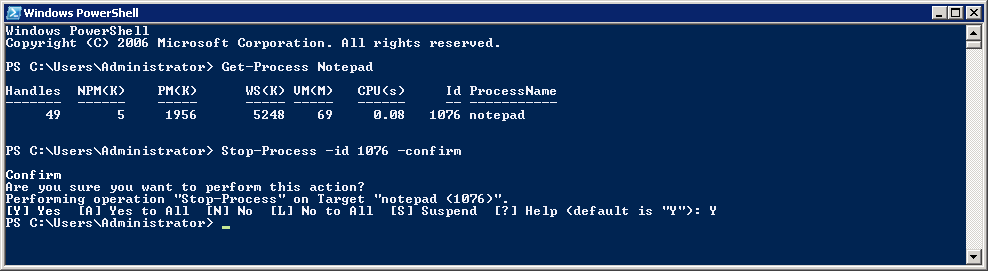 Windows PowerShell
Windows PowerShell
Copyright (C) 2006 Microsoft Corporation. All rights reserved.
PS C:\Users\Administrator> Get-Process Notepad
Handles  NPM(K)    PM(K)      WS(K) VM(M)   CPU(s)     Id ProcessName
-------  ------    -----      ----- -----   ------     -- -----------
     49       5     1956       5248    69     0.08   1076 notepad
PS C:\Users\Administrator> Stop-Process -id 1076 -confirm
Confirm
Are you sure you want to perform this action?
Performing operation "Stop-Process" on Target "notepad (1076)".
[Y] Yes  [A] Yes to All  [N] No  [L] No to All  [S] Suspend  [?] Help (default is "Y"): Y
PS C:\Users\Administrator> _